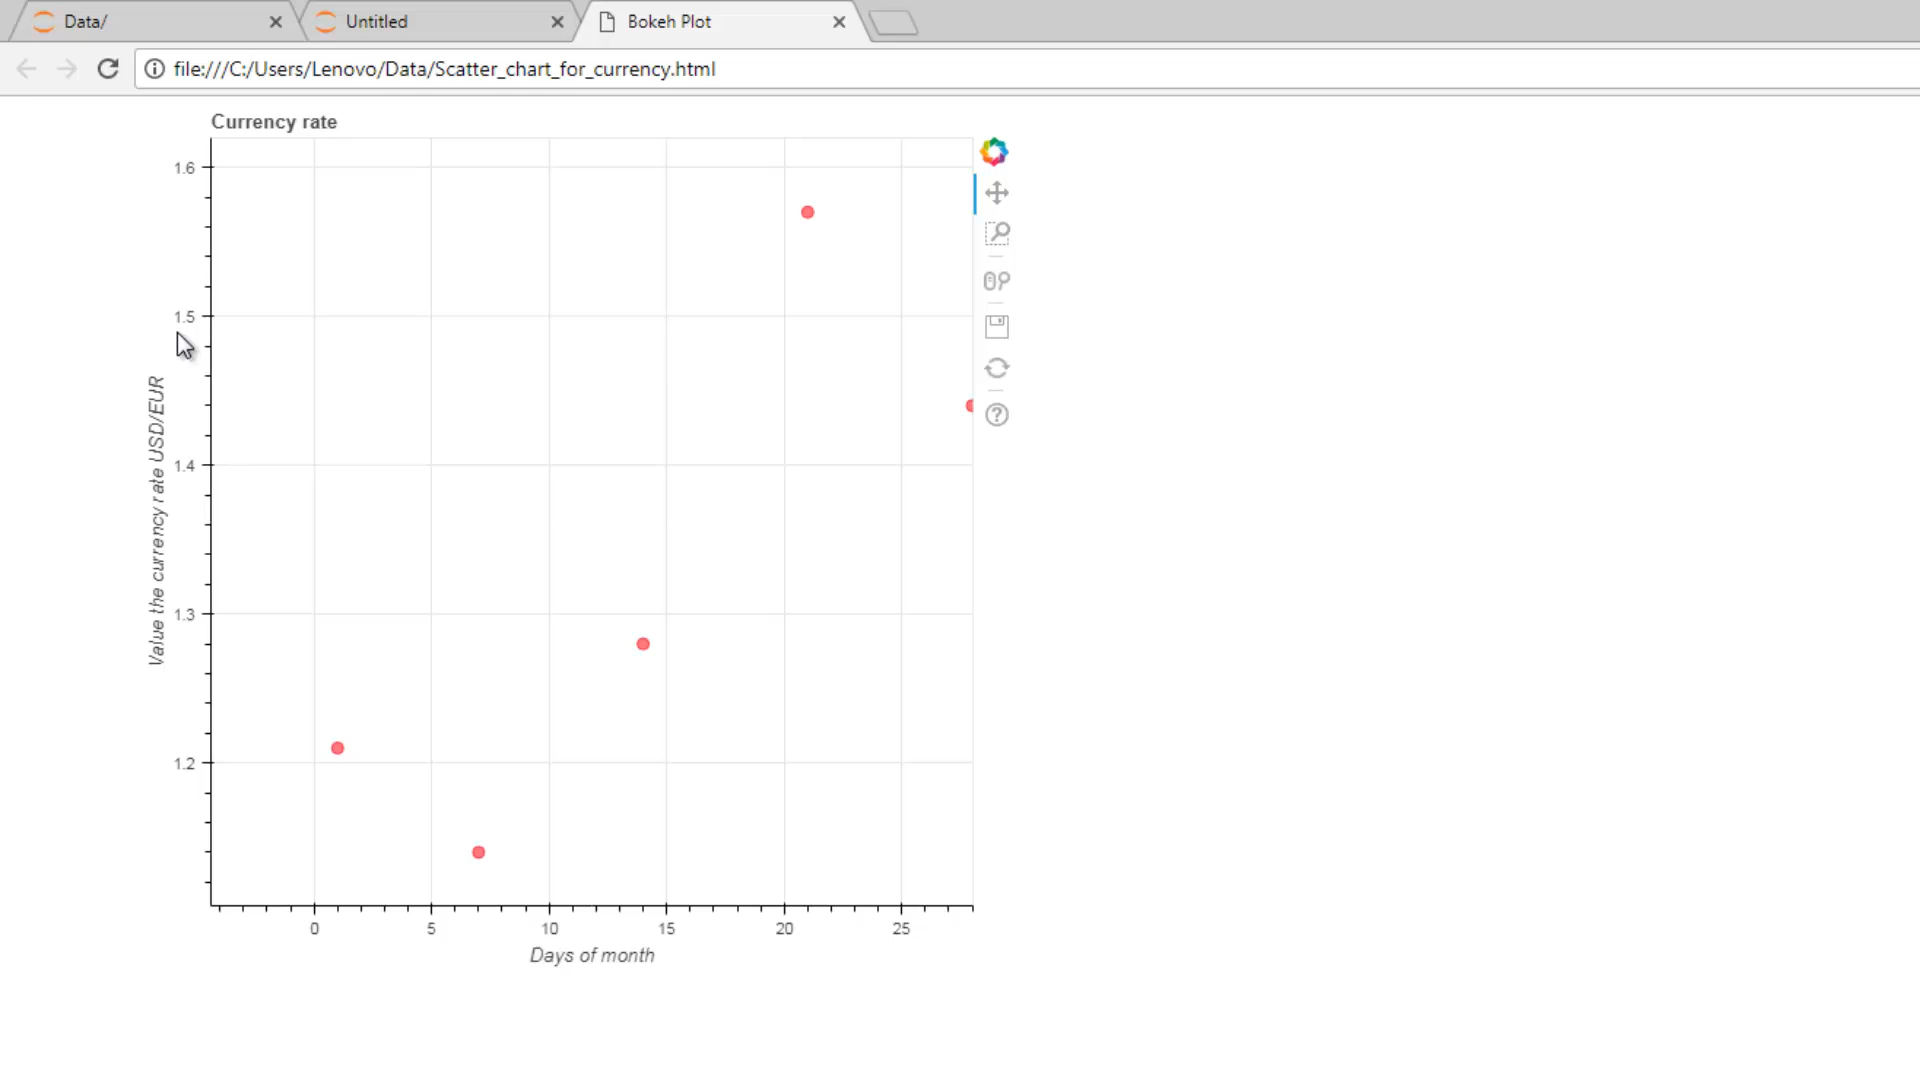 Data/
Untitled
Bokeh Plot
file:///C:/Users/Lenovo/Data/Scatter_chart_for_currency.html
Currency rate
1.6
1.5
1.4
1.3
1.2
Value the currency rate USD/EUR
0 5 10 15 20 25
Days of month